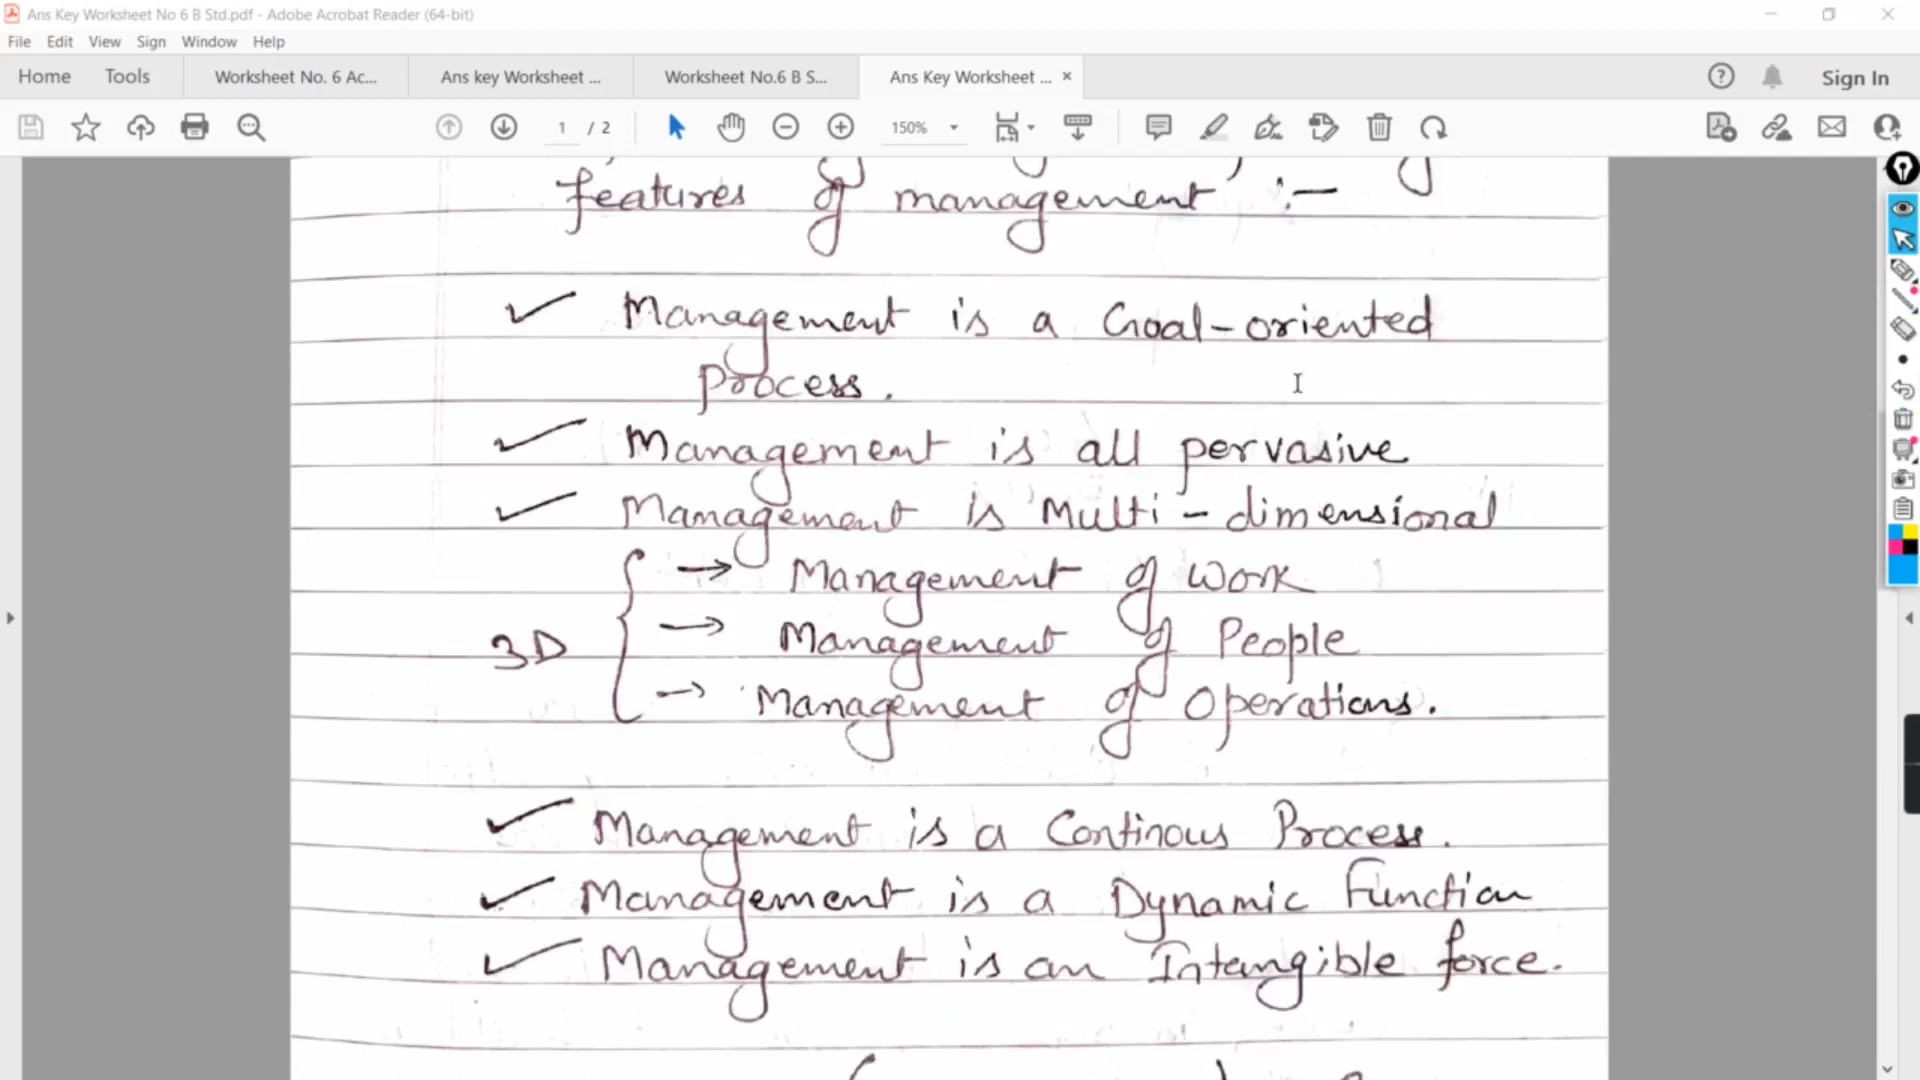 Ans Key Worksheet No 6 B Std.pdf - Adobe Acrobat Reader (64-bit)
File Edit View Sign Window Help
Home Tools Worksheet No. 6 Ac... Ans key Worksheet ... Worksheet No.6 B S... Ans Key Worksheet ... × Sign In
1 / 2 150%
features of management :-
✓ Management is a Goal-oriented
process.
✓ Management is all pervasive
✓ Management is Multi-dimensional
→ Management of work
3D { → Management of People
→ Management of Operations.
✓ Management is a Continous Process.
✓ Management is a Dynamic Function
✓ Management is an Intangible force.